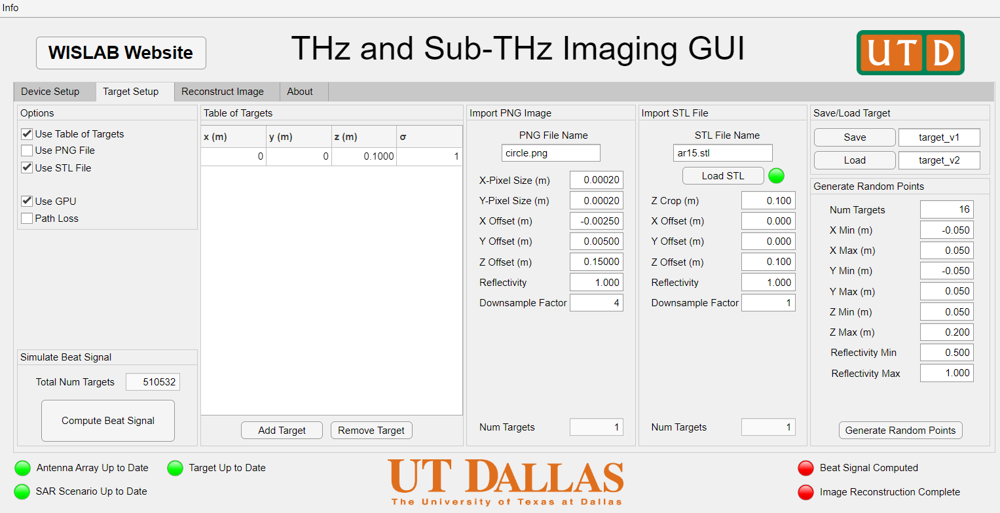 Info
WISLAB Website
THz and Sub-THz Imaging GUI
UTD
Device Setup
Target Setup
Reconstruct Image
About
Options
Use Table of Targets
Use PNG File
Use STL File
Use GPU
Path Loss
Simulate Beat Signal
Total Num Targets 510532
Compute Beat Signal
Table of Targets
x (m) y (m) z (m) σ
0 0 0.1000 1
Add Target
Remove Target
Import PNG Image
PNG File Name
circle.png
X-Pixel Size (m) 0.00020
Y-Pixel Size (m) 0.00020
X Offset (m) -0.00250
Y Offset (m) 0.00500
Z Offset (m) 0.15000
Reflectivity 1.000
Downsample Factor 4
Num Targets 1
Import STL File
STL File Name
ar15.stl
Load STL
Z Crop (m) 0.100
X Offset (m) 0.000
Y Offset (m) 0.000
Z Offset (m) 0.100
Reflectivity 1.000
Downsample Factor 1
Num Targets 1
Save/Load Target
Save target_v1
Load target_v2
Generate Random Points
Num Targets 16
X Min (m) -0.050
X Max (m) 0.050
Y Min (m) -0.050
Y Max (m) 0.050
Z Min (m) 0.050
Z Max (m) 0.200
Reflectivity Min 0.500
Reflectivity Max 1.000
Generate Random Points
Antenna Array Up to Date
Target Up to Date
SAR Scenario Up to Date
UT DALLAS
The University of Texas at Dallas
Beat Signal Computed
Image Reconstruction Complete